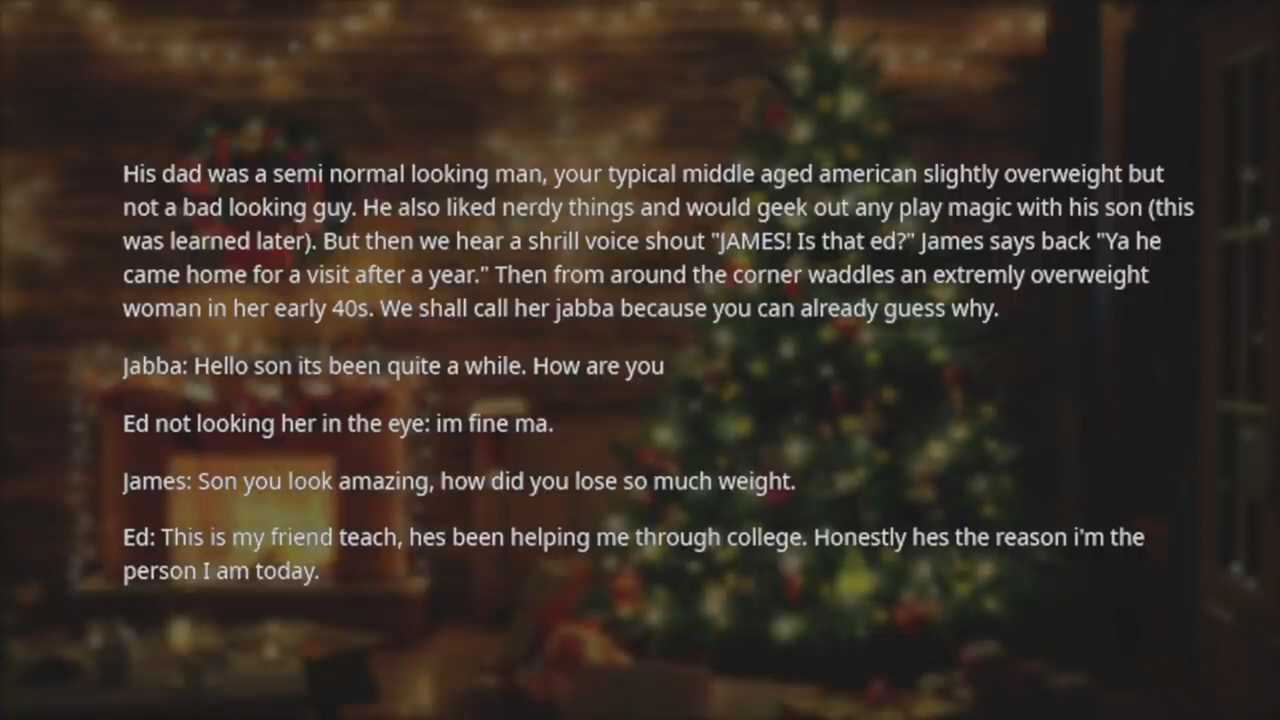 His dad was a semi normal looking man, your typical middle aged american slightly overweight but
not a bad looking guy. He also liked nerdy things and would geek out any play magic with his son (this
was learned later). But then we hear a shrill voice shout "JAMES! Is that ed?" James says back "Ya he
came home for a visit after a year." Then from around the corner waddles an extremly overweight
woman in her early 40s. We shall call her jabba because you can already guess why.
Jabba: Hello son its been quite a while. How are you
Ed not looking her in the eye: im fine ma.
James: Son you look amazing, how did you lose so much weight.
Ed: This is my friend teach, hes been helping me through college. Honestly hes the reason i'm the
person I am today.